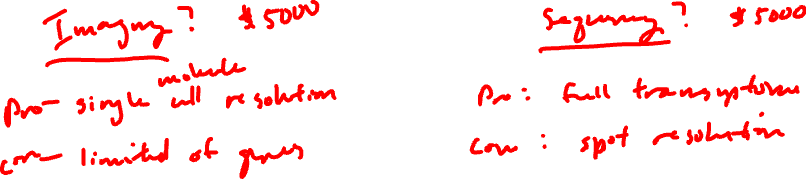 Imaging? $5000
molecule
Pro- single cell resolution
con- limited # of genes
Sequencing? $5000
Pro: full transcriptome
Con: spot resolution